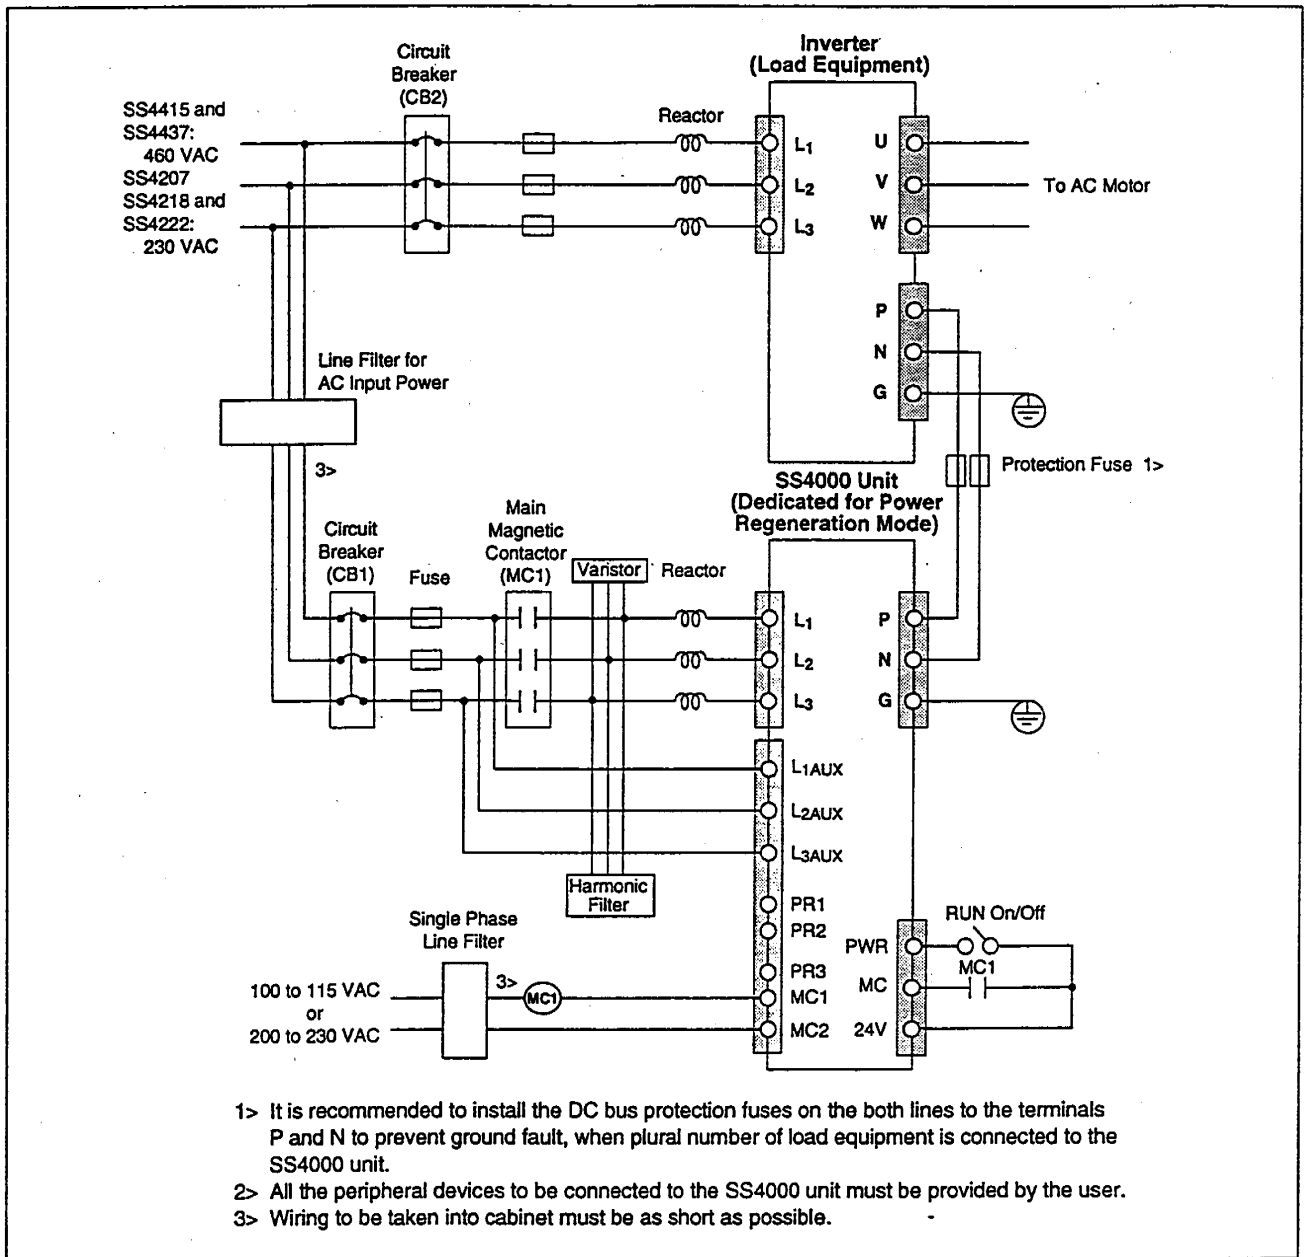 Inverter
(Load Equipment)
Circuit
Breaker
(CB2)
SS4415 and
SS4437:
460 VAC
SS4207
SS4218 and
SS4222:
230 VAC
Reactor
L1
L2
L3
U
V
W
To AC Motor
P
N
G
Line Filter for
AC Input Power
3>
Protection Fuse 1>
SS4000 Unit
(Dedicated for Power
Regeneration Mode)
Circuit
Breaker
(CB1)
Fuse
Main
Magnetic
Contactor
(MC1)
Varistor
Reactor
L1
L2
L3
P
N
G
L1AUX
L2AUX
L3AUX
Harmonic
Filter
PR1
PR2
PR3
MC1
MC2
Single Phase
Line Filter
3>
MC1
100 to 115 VAC
or
200 to 230 VAC
RUN On/Off
PWR
MC1
MC
24V
1> It is recommended to install the DC bus protection fuses on the both lines to the terminals
P and N to prevent ground fault, when plural number of load equipment is connected to the
SS4000 unit.
2> All the peripheral devices to be connected to the SS4000 unit must be provided by the user.
3> Wiring to be taken into cabinet must be as short as possible.